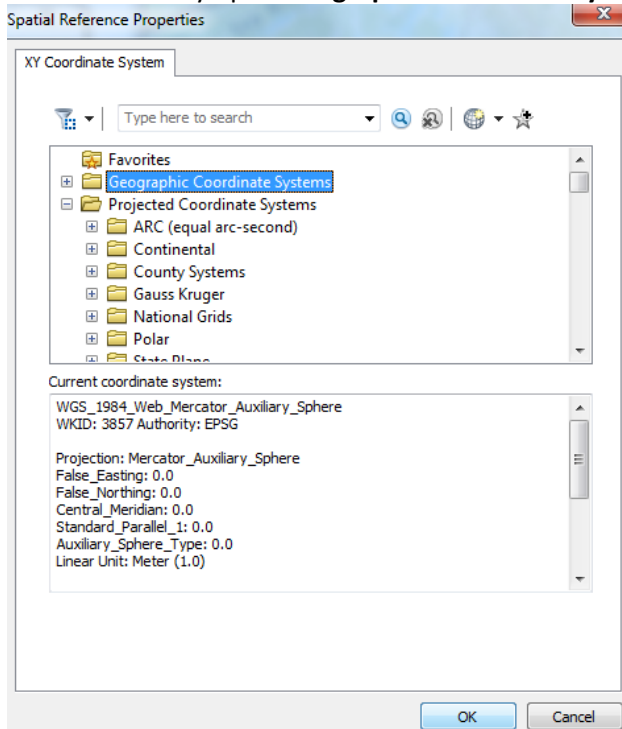 Spatial Reference Properties
XY Coordinate System
Type here to search
Favorites
Geographic Coordinate Systems
Projected Coordinate Systems
ARC (equal arc-second)
Continental
County Systems
Gauss Kruger
National Grids
Polar
State Plane
Current coordinate system:
WGS_1984_Web_Mercator_Auxiliary_Sphere
WKID: 3857 Authority: EPSG
Projection: Mercator_Auxiliary_Sphere
False_Easting: 0.0
False_Northing: 0.0
Central_Meridian: 0.0
Standard_Parallel_1: 0.0
Auxiliary_Sphere_Type: 0.0
Linear Unit: Meter (1.0)
OK Cancel